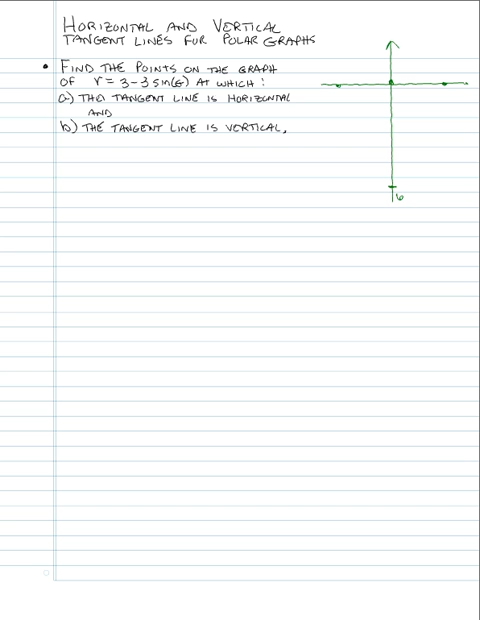 HORIZONTAL AND VERTICAL
TANGENT LINES FOR POLAR GRAPHS
• FIND THE POINTS ON THE GRAPH
OF r = 3 - 3 sin(θ) AT WHICH:
a) THE TANGENT LINE IS HORIZONTAL
AND
b) THE TANGENT LINE IS VERTICAL.
6